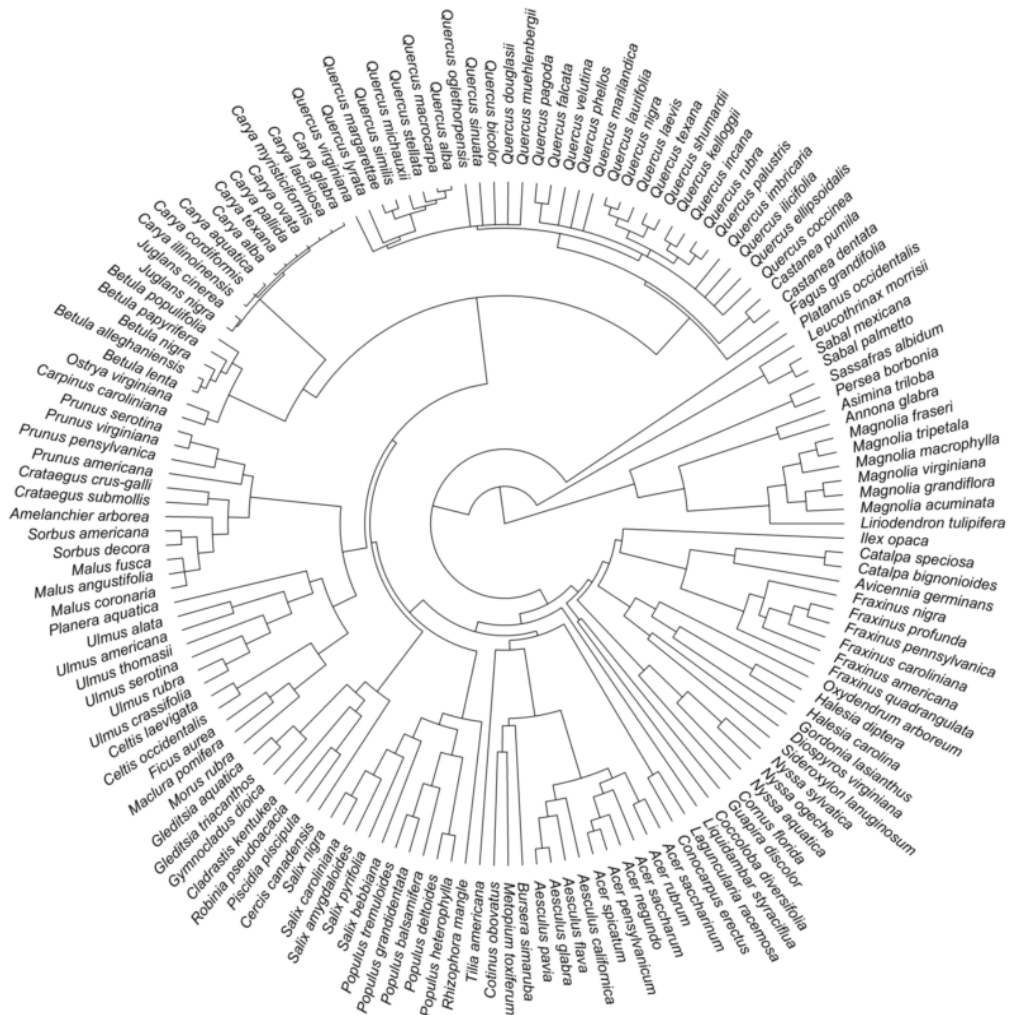 Quercus oglethorpensis
Quercus sinuata
Quercus bicolor
Quercus douglasii
Quercus muehlenbergii
Quercus pagoda
Quercus falcata
Quercus velutina
Quercus phellos
Quercus marilandica
Quercus laurifolia
Quercus nigra
Quercus laevis
Quercus texana
Quercus shumardii
Quercus kelloggii
Quercus incana
Quercus rubra
Quercus palustris
Quercus imbricaria
Quercus ilicifolia
Quercus ellipsoidalis
Quercus coccinea
Castanea pumila
Castanea dentata
Fagus grandifolia
Platanus occidentalis
Leucothrinax morrisii
Sabal mexicana
Sabal palmetto
Sassafras albidum
Persea borbonia
Asimina triloba
Annona glabra
Magnolia fraseri
Magnolia tripetala
Magnolia macrophylla
Magnolia virginiana
Magnolia grandiflora
Magnolia acuminata
Liriodendron tulipifera
Ilex opaca
Catalpa speciosa
Catalpa bignonioides
Avicennia germinans
Fraxinus nigra
Fraxinus profunda
Fraxinus pennsylvanica
Fraxinus caroliniana
Fraxinus americana
Fraxinus quadrangulata
Oxydendrum arboreum
Halesia diptera
Halesia carolina
Gordonia lasianthus
Diospyros virginiana
Sideroxylon lanuginosum
Nyssa sylvatica
Nyssa ogeche
Nyssa aquatica
Cornus florida
Guapira discolor
Coccoloba diversifolia
Liquidambar styraciflua
Laguncularia racemosa
Conocarpus erectus
Acer saccharinum
Acer rubrum
Acer saccharum
Acer negundo
Acer pensylvanicum
Acer spicatum
Aesculus californica
Aesculus flava
Aesculus glabra
Aesculus pavia
Bursera simaruba
Metopium toxiferum
Cotinus obovatus
Tilia americana
Rhizophora mangle
Populus heterophylla
Populus deltoides
Populus balsamifera
Populus grandidentata
Populus tremuloides
Salix bebbiana
Salix pyrifolia
Salix amygdaloides
Salix caroliniana
Salix nigra
Cercis canadensis
Piscidia piscipula
Robinia pseudoacacia
Cladrastis kentukea
Gymnocladus dioica
Gleditsia triacanthos
Gleditsia aquatica
Morus rubra
Maclura pomifera
Ficus aurea
Celtis occidentalis
Celtis laevigata
Ulmus crassifolia
Ulmus rubra
Ulmus serotina
Ulmus thomasii
Ulmus americana
Ulmus alata
Planera aquatica
Malus coronaria
Malus angustifolia
Malus fusca
Sorbus decora
Sorbus americana
Amelanchier arborea
Crataegus submollis
Crataegus crus-galli
Prunus americana
Prunus pensylvanica
Prunus virginiana
Prunus serotina
Carpinus caroliniana
Ostrya virginiana
Betula lenta
Betula alleghaniensis
Betula nigra
Betula papyrifera
Betula populifolia
Juglans nigra
Juglans cinerea
Carya illinoinensis
Carya cordiformis
Carya aquatica
Carya alba
Carya texana
Carya pallida
Carya ovata
Carya myristiciformis
Carya laciniosa
Carya glabra
Quercus virginiana
Quercus lyrata
Quercus margarettae
Quercus similis
Quercus michauxii
Quercus stellata
Quercus macrocarpa
Quercus alba